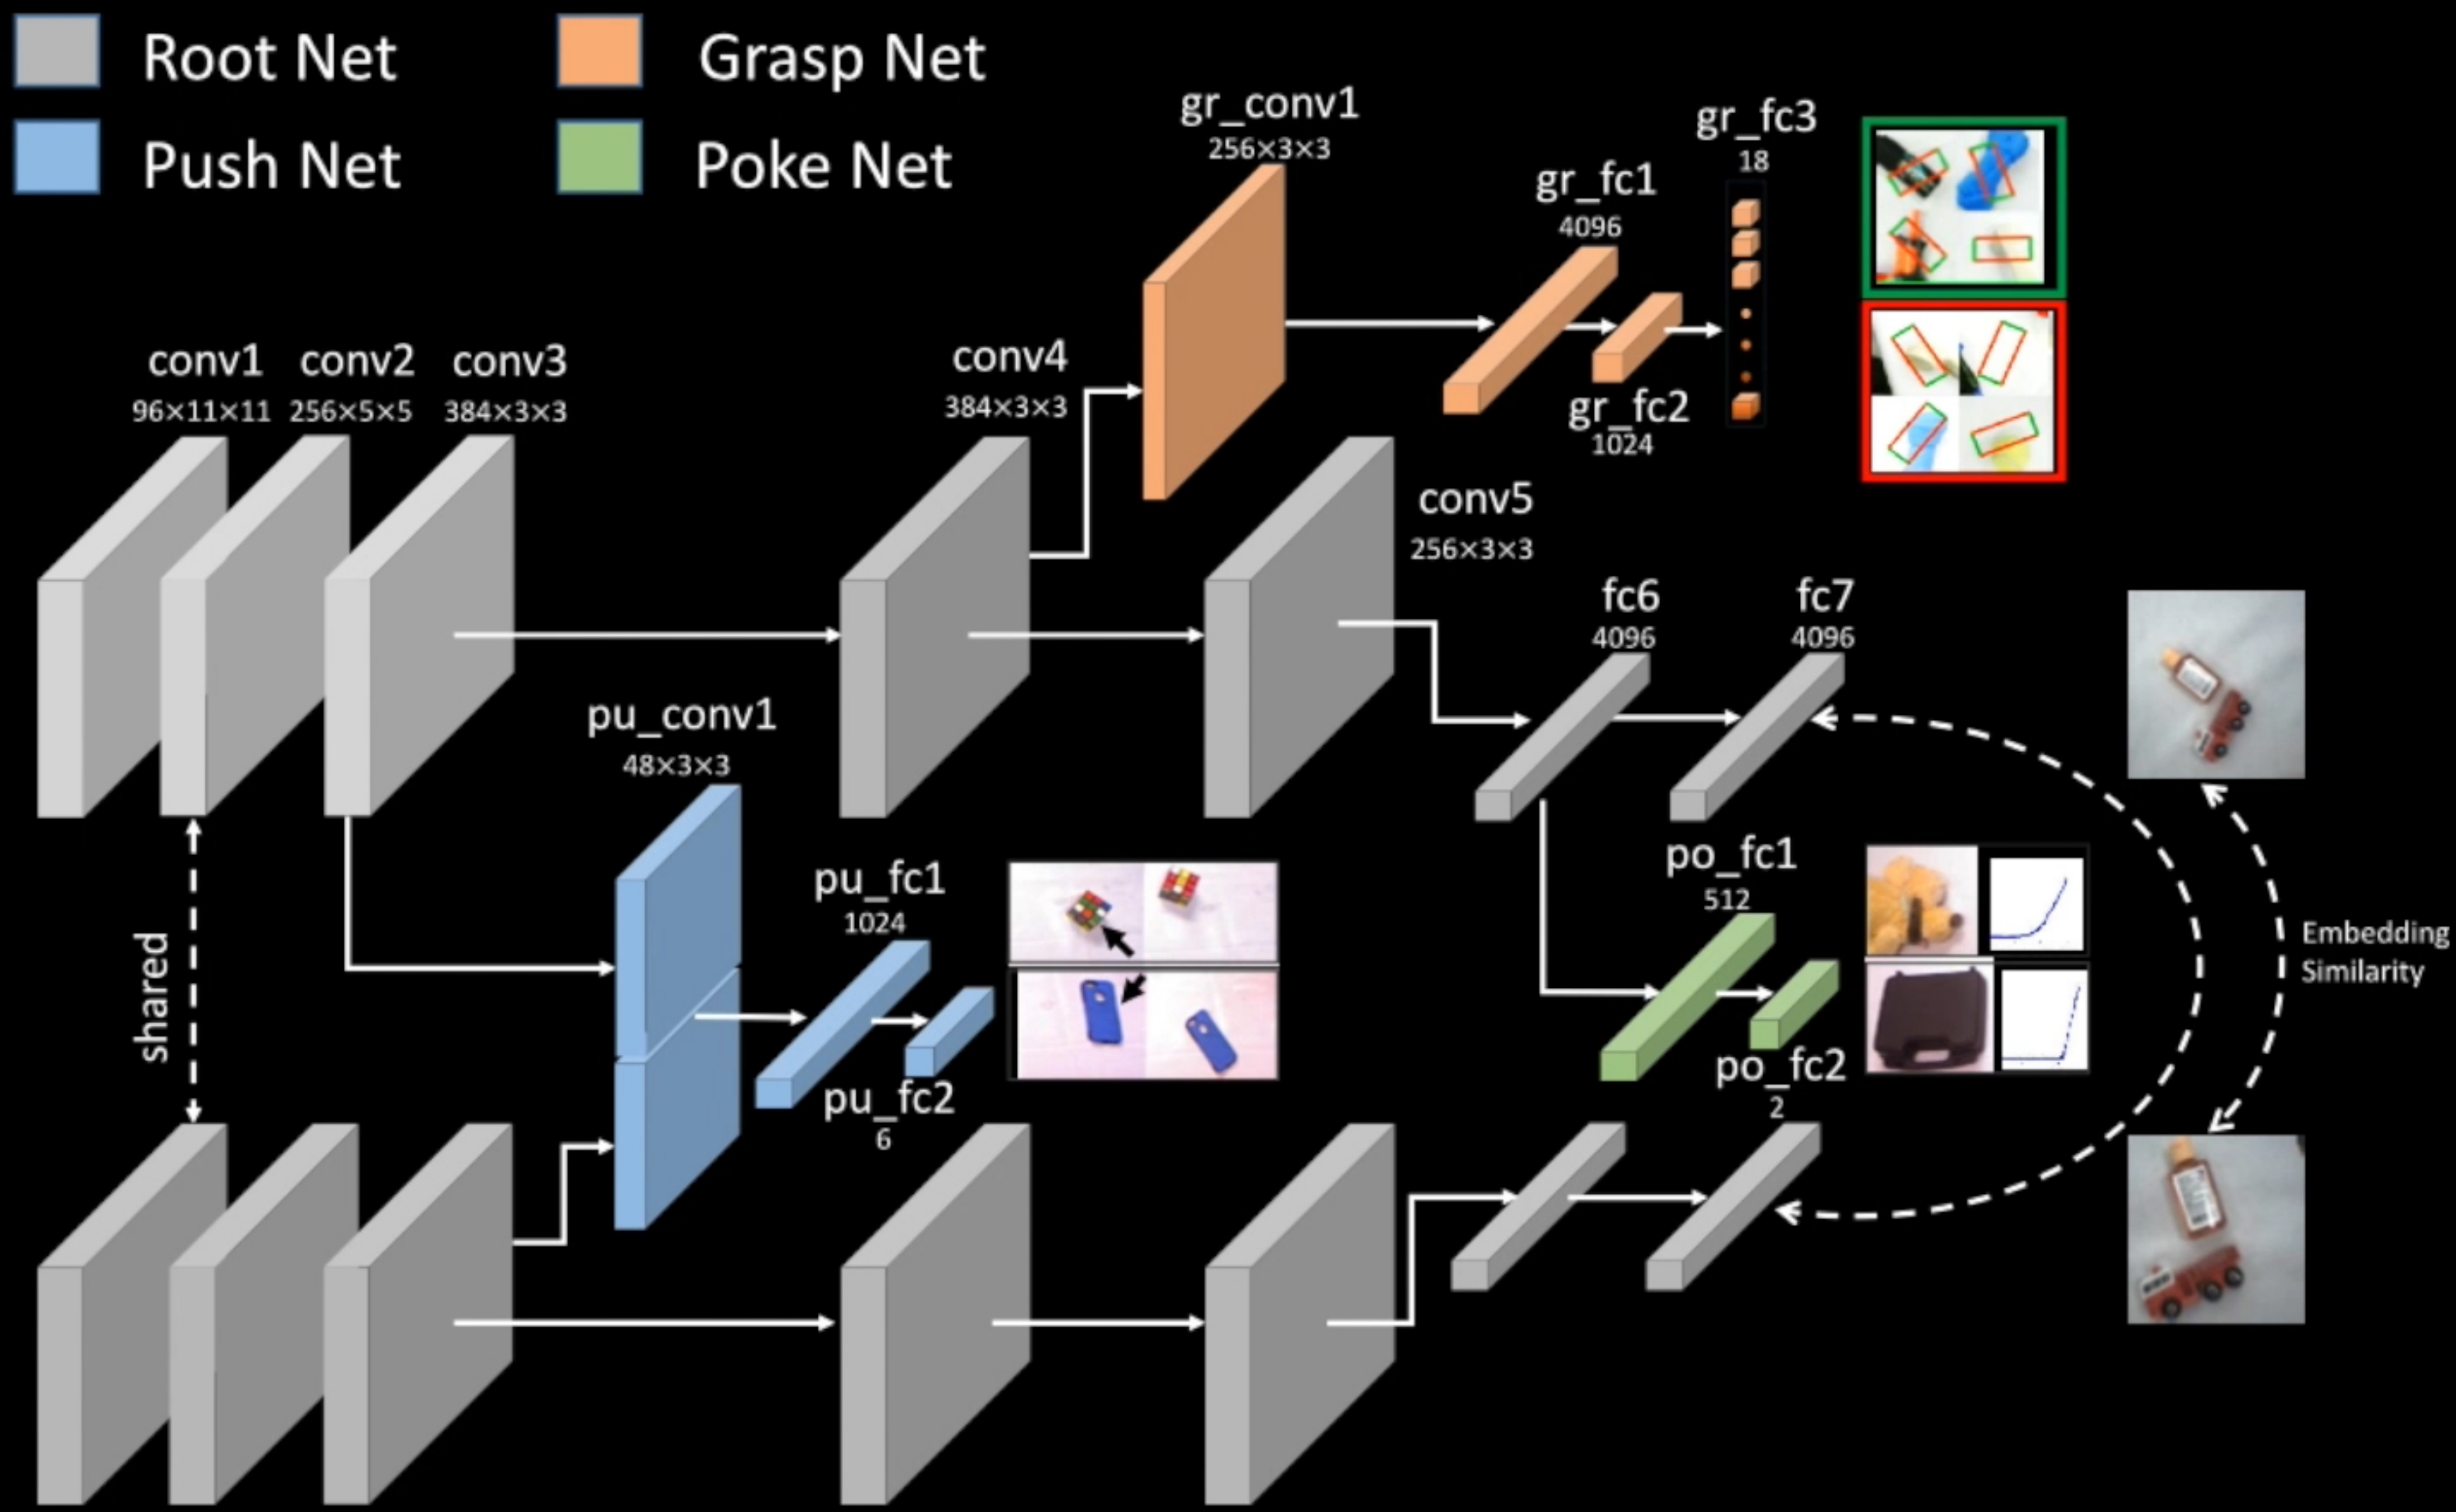 Root Net
Grasp Net
Push Net
Poke Net
gr_conv1
256×3×3
gr_fc3
18
gr_fc1
4096
gr_fc2
1024
conv1
96×11×11
conv2
256×5×5
conv3
384×3×3
conv4
384×3×3
conv5
256×3×3
fc6
4096
fc7
4096
pu_conv1
48×3×3
pu_fc1
1024
pu_fc2
6
po_fc1
512
po_fc2
2
shared
Embedding
Similarity